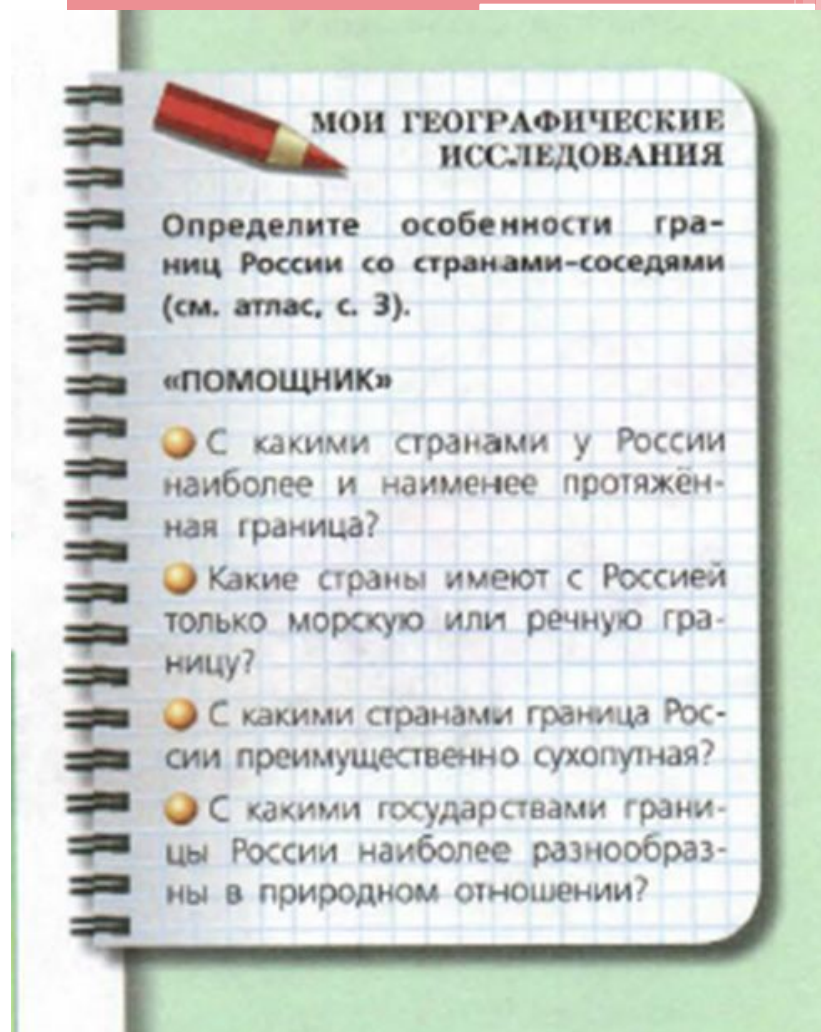 МОИ ГЕОГРАФИЧЕСКИЕ
ИССЛЕДОВАНИЯ
Определите особенности гра-
ниц России со странами-соседями
(см. атлас, с. 3).
«ПОМОЩНИК»
С какими странами у России
наиболее и наименее протяжён-
ная граница?
Какие страны имеют с Россией
только морскую или речную гра-
ницу?
С какими странами граница Рос-
сии преимущественно сухопутная?
С какими государствами грани-
цы России наиболее разнообраз-
ны в природном отношении?